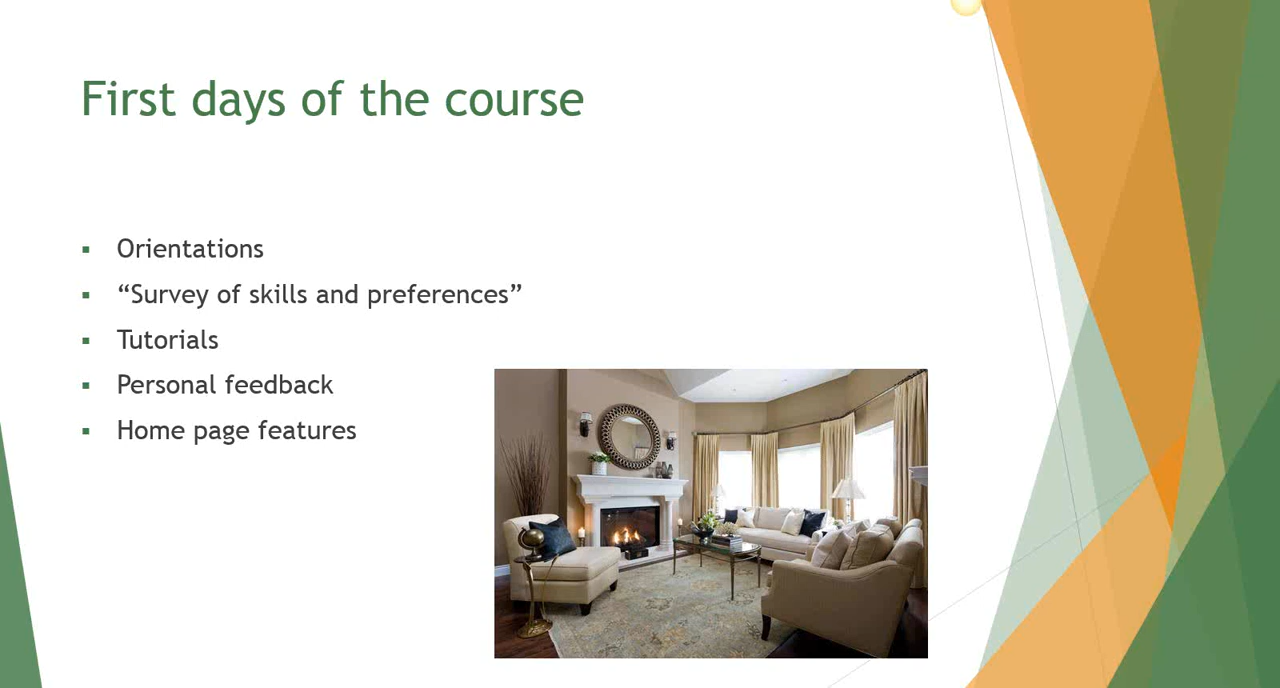 First days of the course
Orientations
“Survey of skills and preferences”
Tutorials
Personal feedback
Home page features